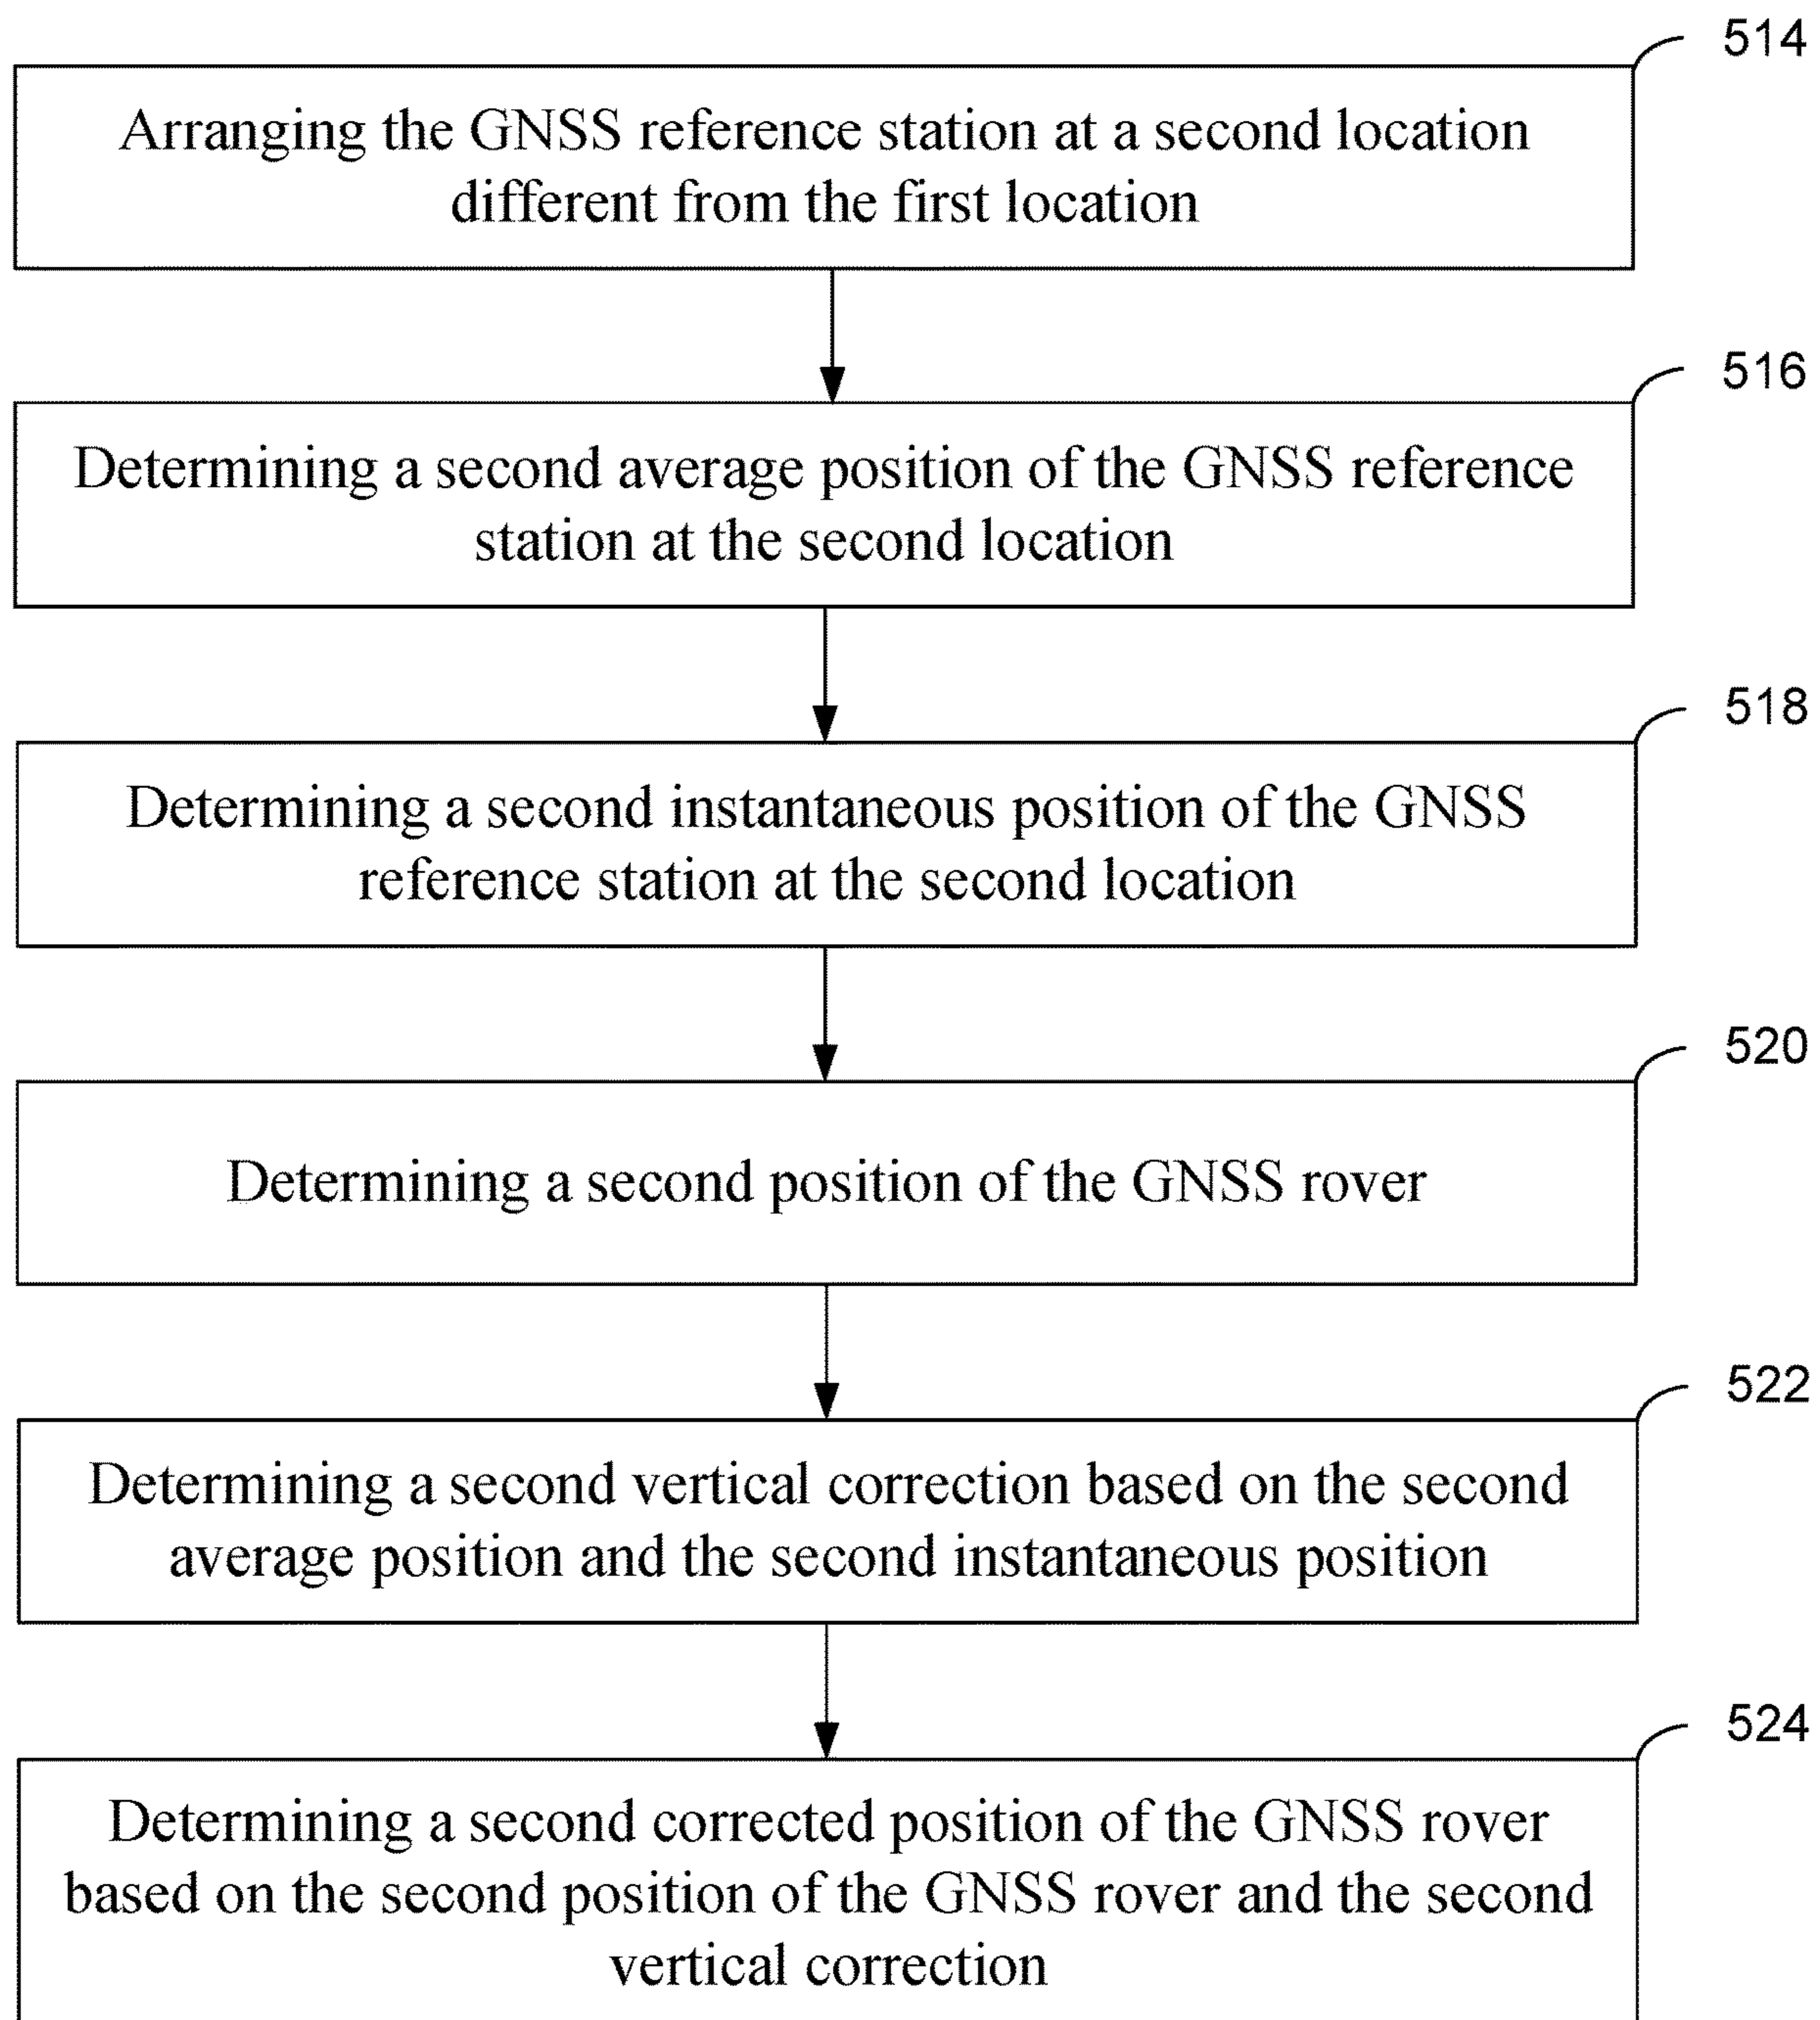 514
Arranging the GNSS reference station at a second location
different from the first location
516
Determining a second average position of the GNSS reference
station at the second location
518
Determining a second instantaneous position of the GNSS
reference station at the second location
520
Determining a second position of the GNSS rover
522
Determining a second vertical correction based on the second
average position and the second instantaneous position
524
Determining a second corrected position of the GNSS rover
based on the second position of the GNSS rover and the second
vertical correction